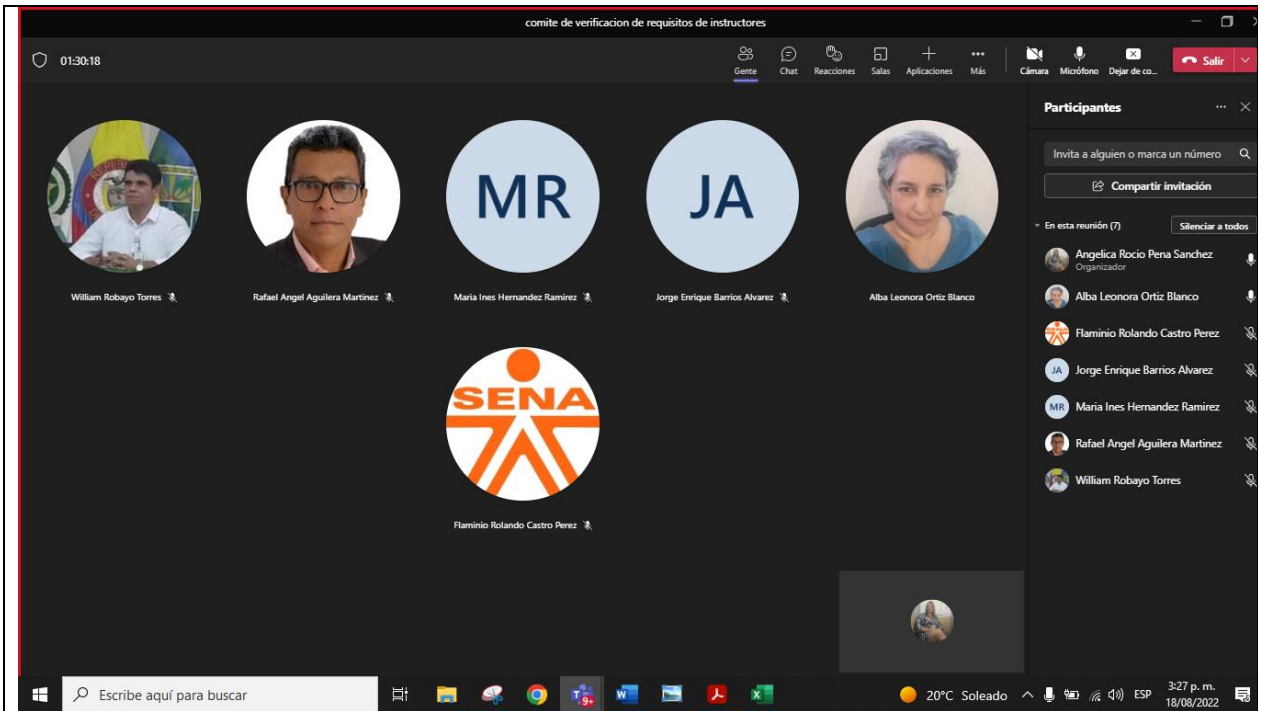 comite de verificacion de requisitos de instructores
01:30:18
Gente Chat Reacciones Salas Aplicaciones Más Cámara Micrófono Dejar de co... Salir
Participantes
Invita a alguien o marca un número
Compartir invitación
En esta reunión (7) Silenciar a todos
Angelica Rocio Pena Sanchez
Organizador
Alba Leonora Ortiz Blanco
Flaminio Rolando Castro Perez
JA Jorge Enrique Barrios Alvarez
MR Maria Ines Hernandez Ramirez
Rafael Angel Aguilera Martinez
William Robayo Torres
MR JA
William Robayo Torres Rafael Angel Aguilera Martinez Maria Ines Hernandez Ramirez Jorge Enrique Barrios Alvarez Alba Leonora Ortiz Blanco
SENA
Flaminio Rolando Castro Perez
Escribe aquí para buscar 9+ 20°C Soleado ESP 3:27 p. m.
18/08/2022